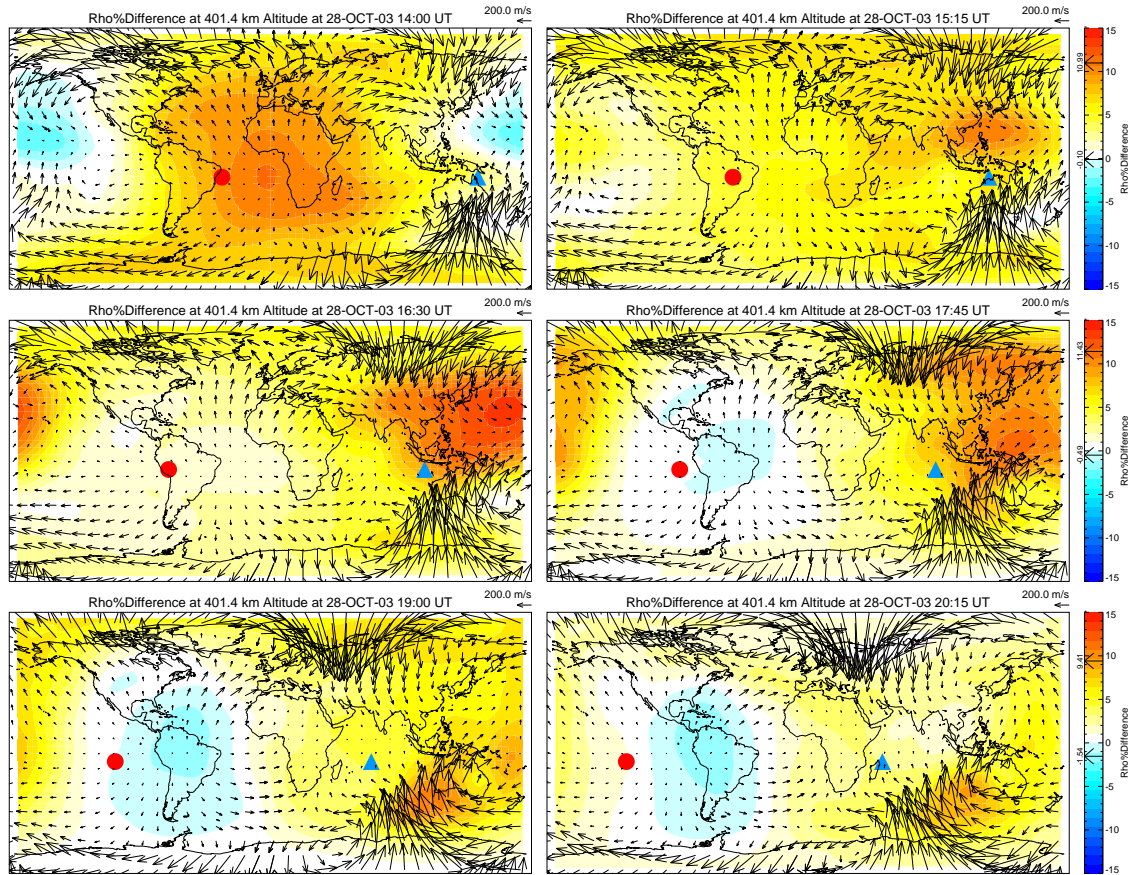 Rho%Difference at 401.4 km Altitude at 28-OCT-03 14:00 UT
200.0 m/s
Rho%Difference at 401.4 km Altitude at 28-OCT-03 15:15 UT
200.0 m/s
15
10
5
0
-5
-10
-15
10.99
-0.10
Rho%Difference
Rho%Difference at 401.4 km Altitude at 28-OCT-03 16:30 UT
200.0 m/s
Rho%Difference at 401.4 km Altitude at 28-OCT-03 17:45 UT
200.0 m/s
15
10
5
0
-5
-10
-15
11.43
-0.49
Rho%Difference
Rho%Difference at 401.4 km Altitude at 28-OCT-03 19:00 UT
200.0 m/s
Rho%Difference at 401.4 km Altitude at 28-OCT-03 20:15 UT
200.0 m/s
15
10
5
0
-5
-10
-15
9.41
-1.54
Rho%Difference